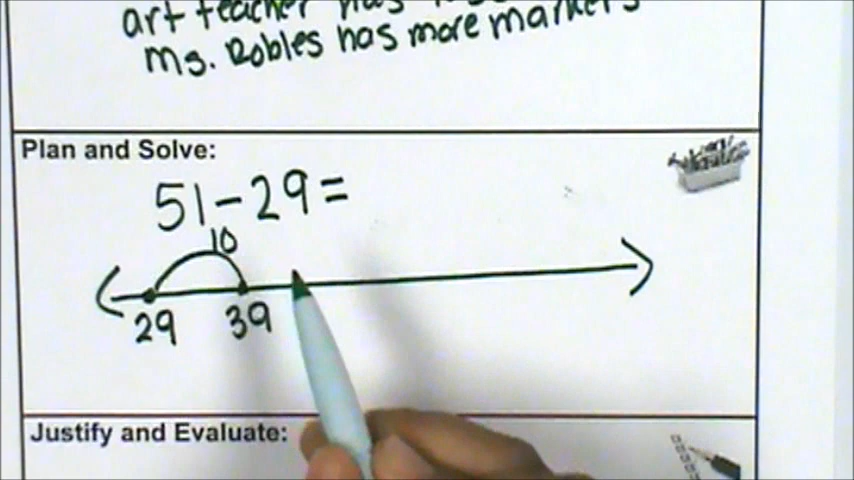 art teacher has
Ms. Robles has more markers
Plan and Solve:
51-29=
10
29 39
Justify and Evaluate: